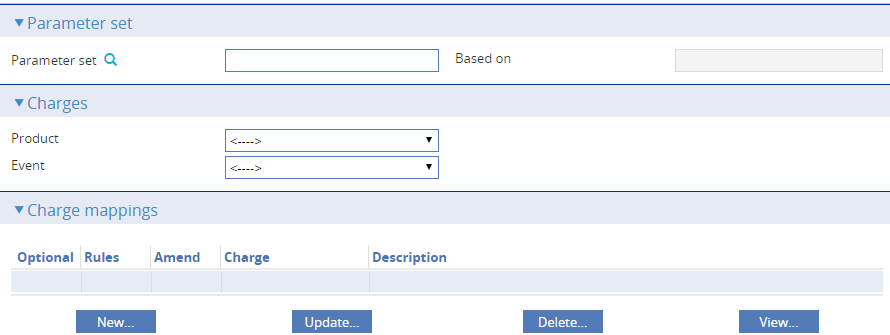 Parameter set
Parameter set Based on
Charges
Product <---->
Event <---->
Charge mappings
Optional Rules Amend Charge Description
New... Update... Delete... View...